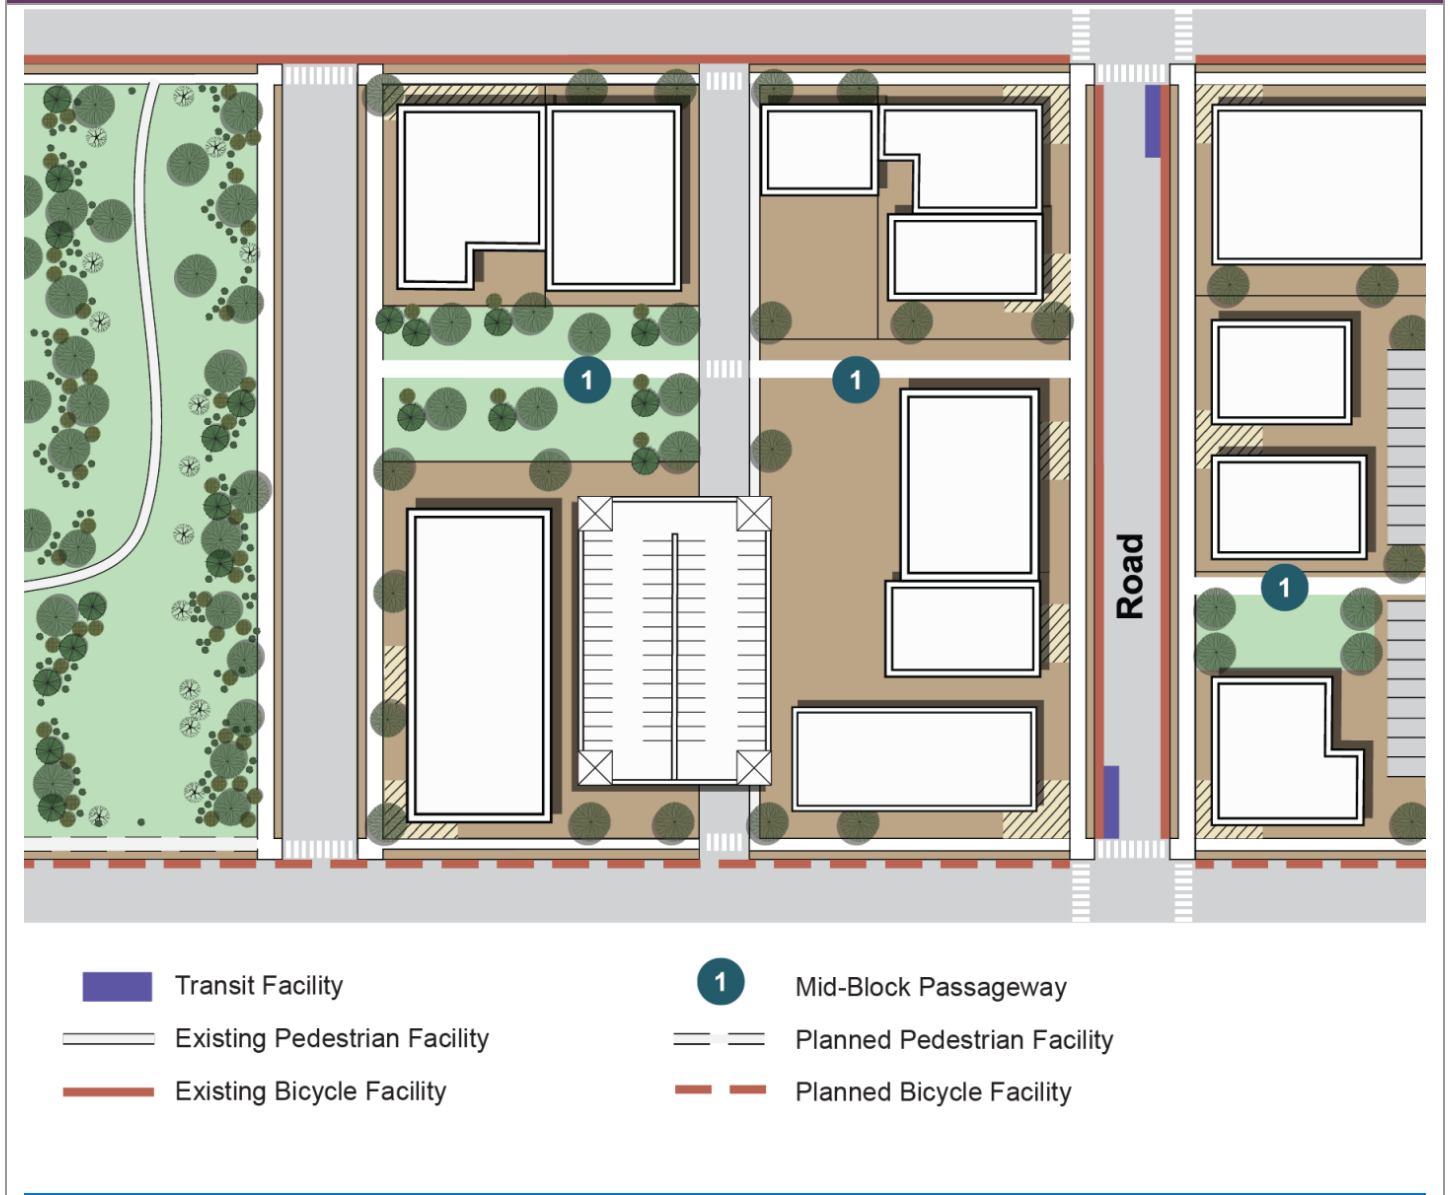 1
1
Road
1
Transit Facility
1 Mid-Block Passageway
Existing Pedestrian Facility
Planned Pedestrian Facility
Existing Bicycle Facility
Planned Bicycle Facility